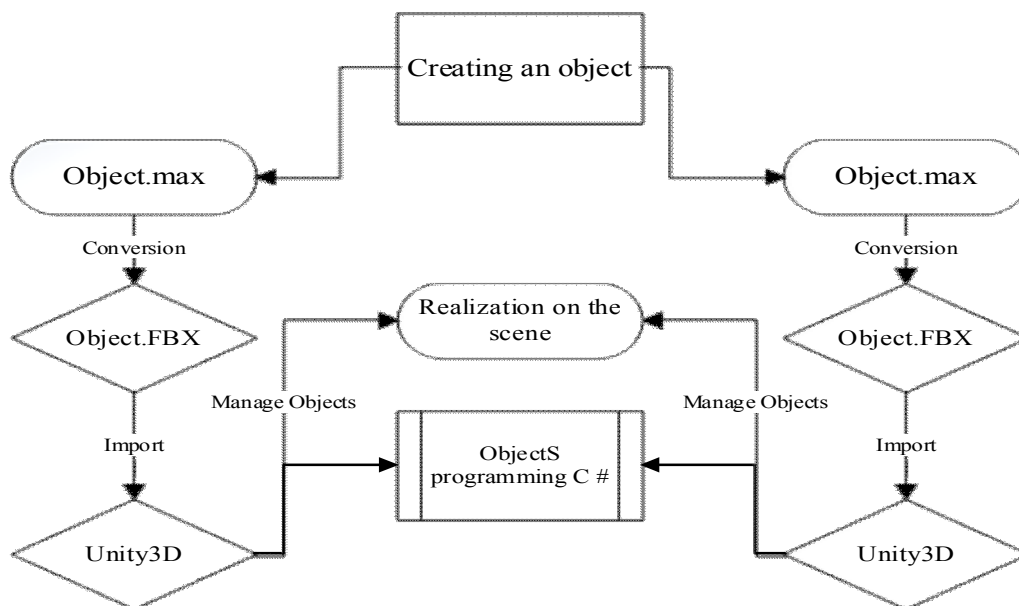 Creating an object
Object.max
Object.max
Conversion
Conversion
Realization on the
scene
Object.FBX
Object.FBX
Manage Objects
Manage Objects
Import
Import
ObjectS
programming C #
Unity3D
Unity3D